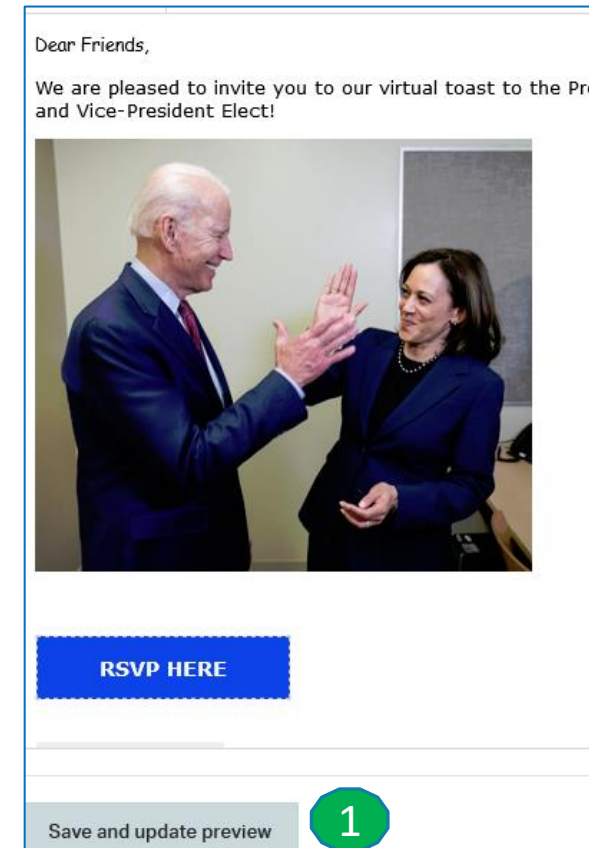 Dear Friends,
We are pleased to invite you to our virtual toast to the
and Vice-President Elect!
RSVP HERE
Save and update preview
1